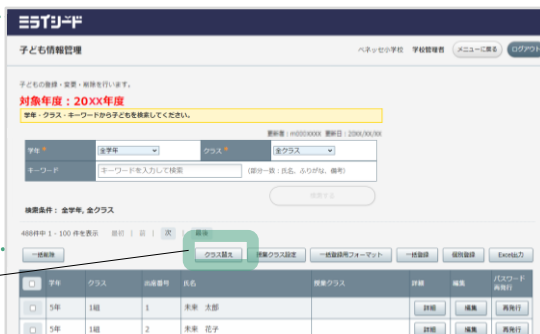 ミライシード
子ども情報管理
ベネッセ小学校 学校管理者 メニューに戻る ログアウト
子どもの登録・変更・削除を行います。
対象年度：20XX年度
学年・クラス・キーワードから子どもを検索してください。
更新者：m000XXXX 更新日：20XX/XX/XX
学年 * 全学年 クラス * 全クラス
キーワード キーワードを入力して検索 (部分一致：氏名、ふりがな、備考)
検索する
検索条件： 全学年, 全クラス
488件中 1 - 100 件を表示 最初 | 前 | 次 | 最後
一括削除 クラス替え 授業クラス設定 一括登録用フォーマット 一括登録 個別登録 Excel出力
学年 クラス 出席番号 氏名 授業クラス 詳細 編集 パスワード
再発行
5年 1組 1 未来 太郎 詳細 編集 再発行
5年 1組 2 未来 花子 詳細 編集 再発行